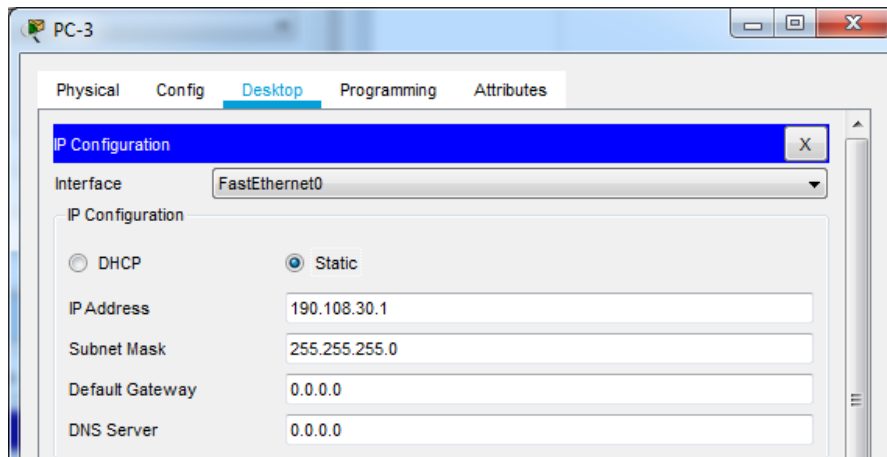 PC-3
Physical Config Desktop Programming Attributes
IP Configuration X
Interface FastEthernet0
IP Configuration
DHCP Static
IP Address 190.108.30.1
Subnet Mask 255.255.255.0
Default Gateway 0.0.0.0
DNS Server 0.0.0.0